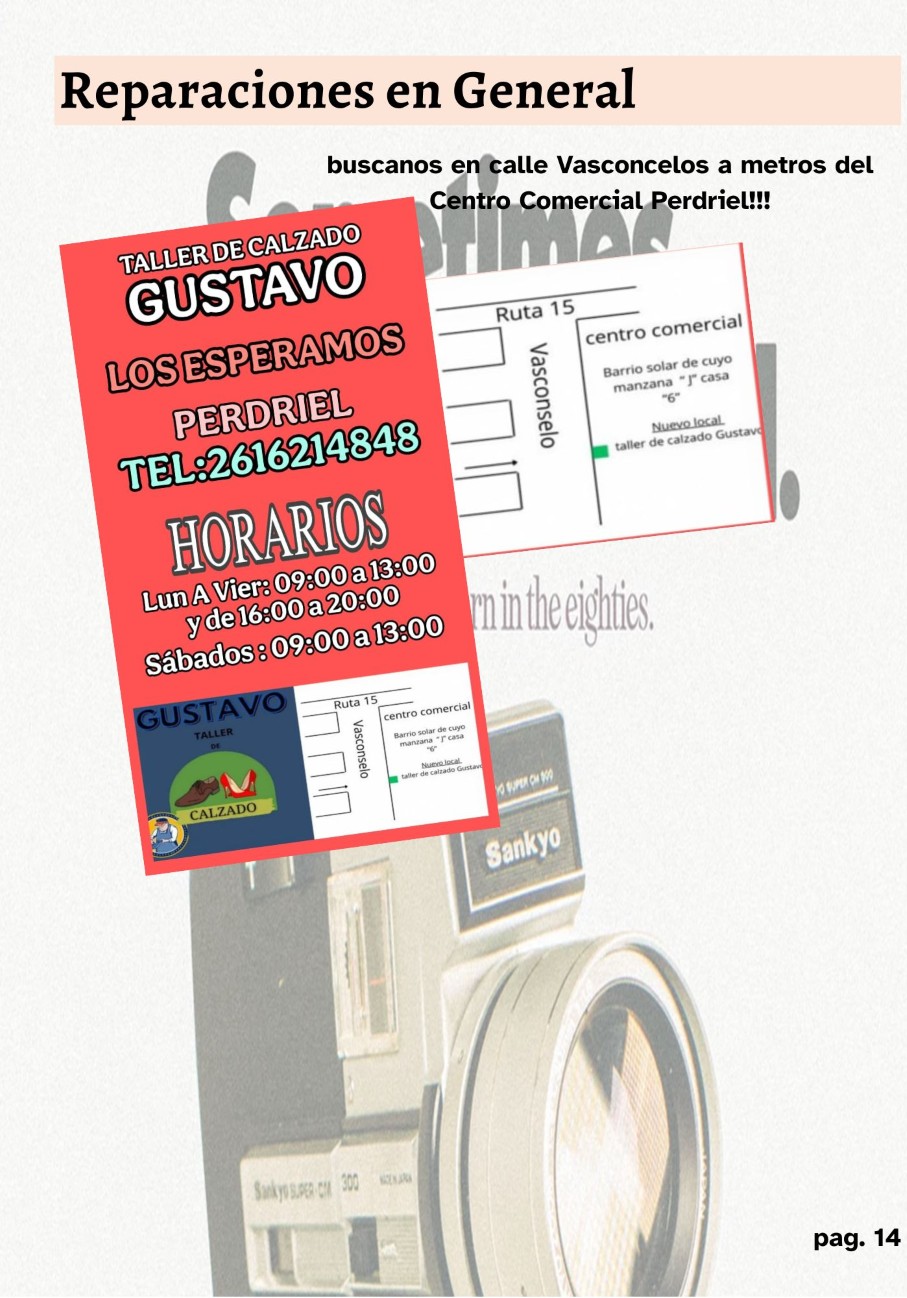 Reparaciones en General
buscanos en calle Vasconcelos a metros del
Centro Comercial Perdriel!!!
TALLER DE CALZADO
GUSTAVO
LOS ESPERAMOS
PERDRIEL
TEL:2616214848
HORARIOS
Lun A Vier: 09:00 a 13:00
y de 16:00 a 20:00
Sábados : 09:00 a 13:00
GUSTAVO
TALLER
DE
CALZADO
Ruta 15
Vasconselo
centro comercial
Barrio solar de cuyo
manzana “ J” casa
“6”
Nuevo local
taller de calzado Gustavo
Ruta 15
Vasconselo
centro comercial
Barrio solar de cuyo
manzana “ J” casa
“6”
Nuevo local
taller de calzado Gustavo
Sometimes
in the eighties.
SUPER CM 300
Sankyo
Sankyo SUPER-CM 300
MADE IN JAPAN
pag. 14